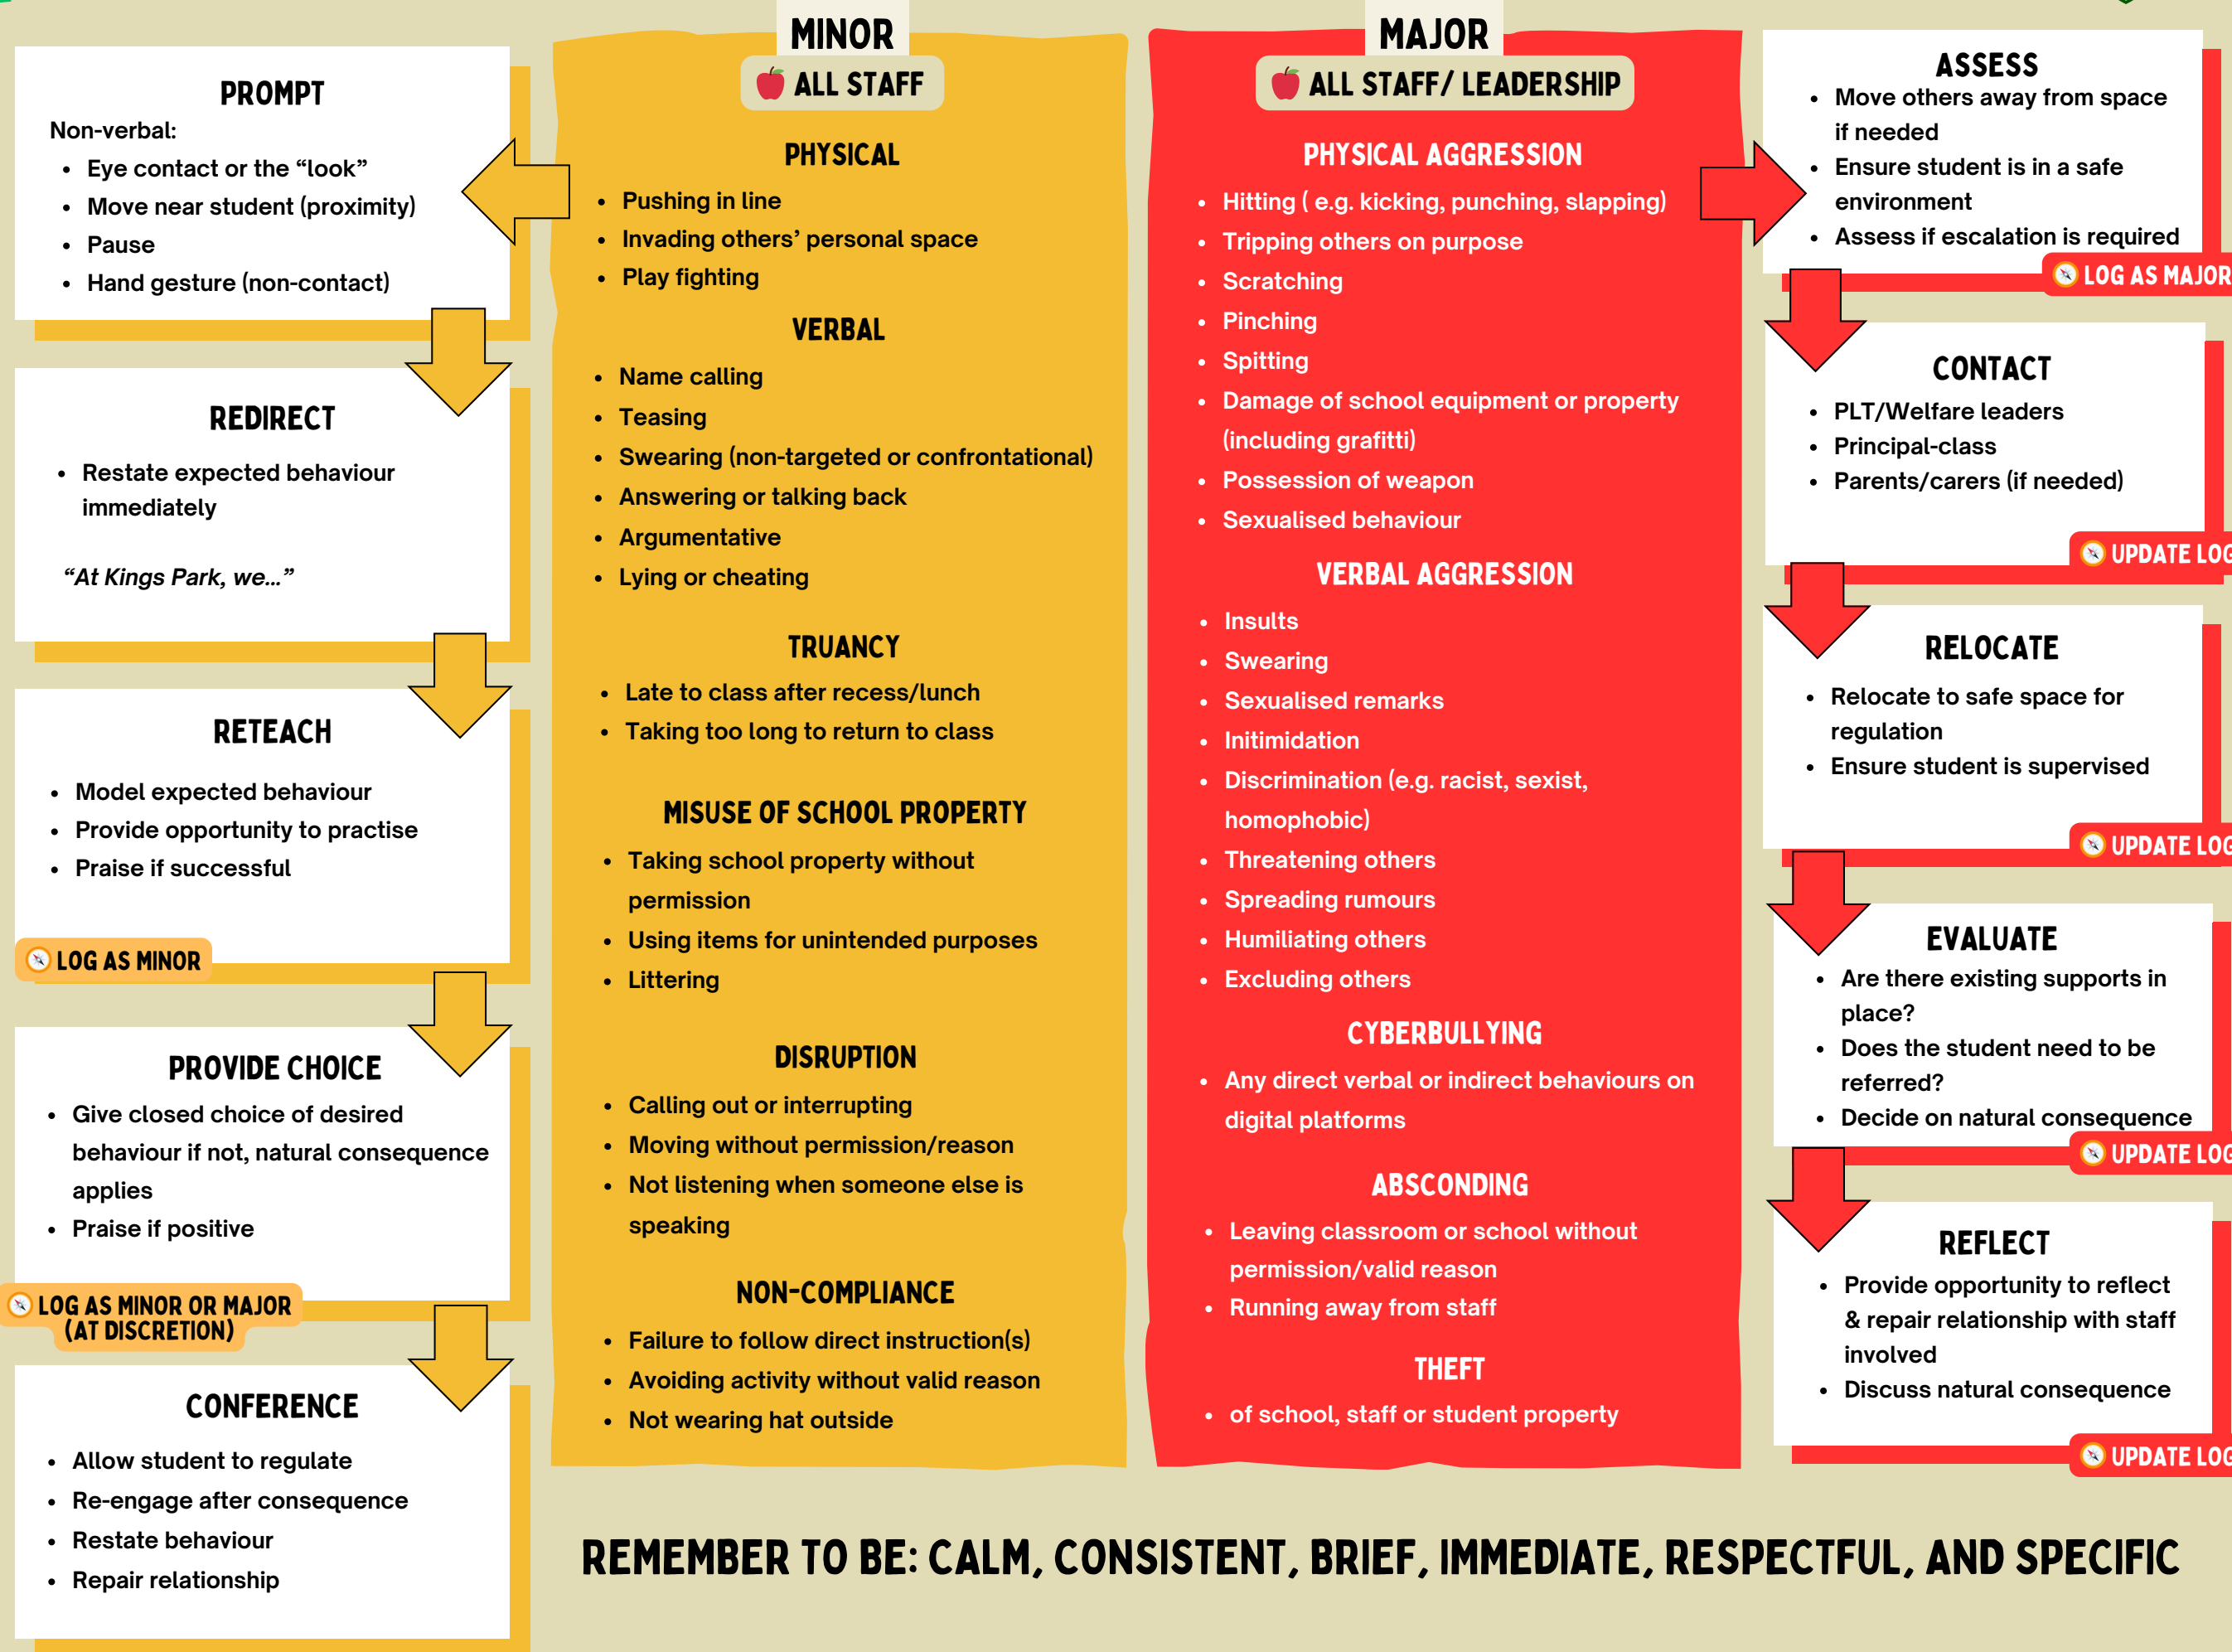 PROMPT
Non-verbal:
• Eye contact or the “look”
• Move near student (proximity)
• Pause
• Hand gesture (non-contact)
REDIRECT
• Restate expected behaviour
immediately
“At Kings Park, we...”
RETEACH
• Model expected behaviour
• Provide opportunity to practise
• Praise if successful
LOG AS MINOR
PROVIDE CHOICE
• Give closed choice of desired
behaviour if not, natural consequence
applies
• Praise if positive
LOG AS MINOR OR MAJOR
(AT DISCRETION)
CONFERENCE
• Allow student to regulate
• Re-engage after consequence
• Restate behaviour
• Repair relationship
MINOR
ALL STAFF
PHYSICAL
• Pushing in line
• Invading others’ personal space
• Play fighting
VERBAL
• Name calling
• Teasing
• Swearing (non-targeted or confrontational)
• Answering or talking back
• Argumentative
• Lying or cheating
TRUANCY
• Late to class after recess/lunch
• Taking too long to return to class
MISUSE OF SCHOOL PROPERTY
• Taking school property without
permission
• Using items for unintended purposes
• Littering
DISRUPTION
• Calling out or interrupting
• Moving without permission/reason
• Not listening when someone else is
speaking
NON-COMPLIANCE
• Failure to follow direct instruction(s)
• Avoiding activity without valid reason
• Not wearing hat outside
MAJOR
ALL STAFF/ LEADERSHIP
PHYSICAL AGGRESSION
• Hitting ( e.g. kicking, punching, slapping)
• Tripping others on purpose
• Scratching
• Pinching
• Spitting
• Damage of school equipment or property
(including grafitti)
• Possession of weapon
• Sexualised behaviour
VERBAL AGGRESSION
• Insults
• Swearing
• Sexualised remarks
• Initimidation
• Discrimination (e.g. racist, sexist,
homophobic)
• Threatening others
• Spreading rumours
• Humiliating others
• Excluding others
CYBERBULLYING
• Any direct verbal or indirect behaviours on
digital platforms
ABSCONDING
• Leaving classroom or school without
permission/valid reason
• Running away from staff
THEFT
• of school, staff or student property
ASSESS
• Move others away from space
if needed
• Ensure student is in a safe
environment
• Assess if escalation is required
LOG AS MAJOR
CONTACT
• PLT/Welfare leaders
• Principal-class
• Parents/carers (if needed)
UPDATE LOG
RELOCATE
• Relocate to safe space for
regulation
• Ensure student is supervised
UPDATE LOG
EVALUATE
• Are there existing supports in
place?
• Does the student need to be
referred?
• Decide on natural consequence
UPDATE LOG
REFLECT
• Provide opportunity to reflect
& repair relationship with staff
involved
• Discuss natural consequence
UPDATE LOG
REMEMBER TO BE: CALM, CONSISTENT, BRIEF, IMMEDIATE, RESPECTFUL, AND SPECIFIC